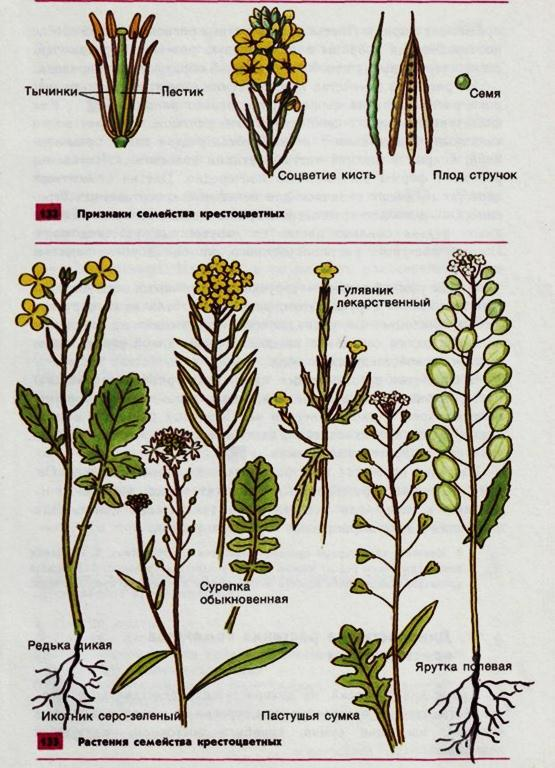 Тычинки
Пестик
Семя
Соцветие кисть
Плод стручок
132 Признаки семейства крестоцветных
Гулявник
лекарственный
Сурепка
обыкновенная
Редька дикая
Ярутка полевая
Икотник серо-зеленый
Пастушья сумка
133 Растения семейства крестоцветных